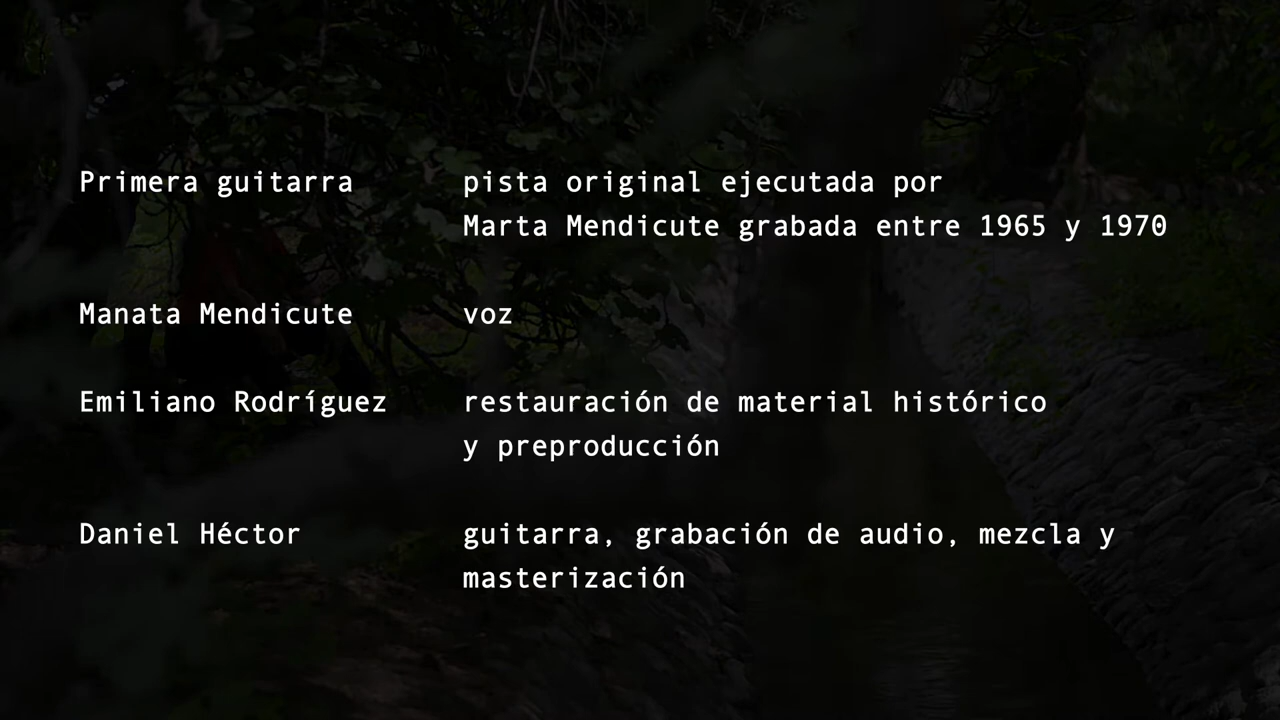 Primera guitarra pista original ejecutada por
Marta Mendicute grabada entre 1965 y 1970
Manata Mendicute voz
Emiliano Rodríguez restauración de material histórico
y preproducción
Daniel Héctor guitarra, grabación de audio, mezcla y
masterización